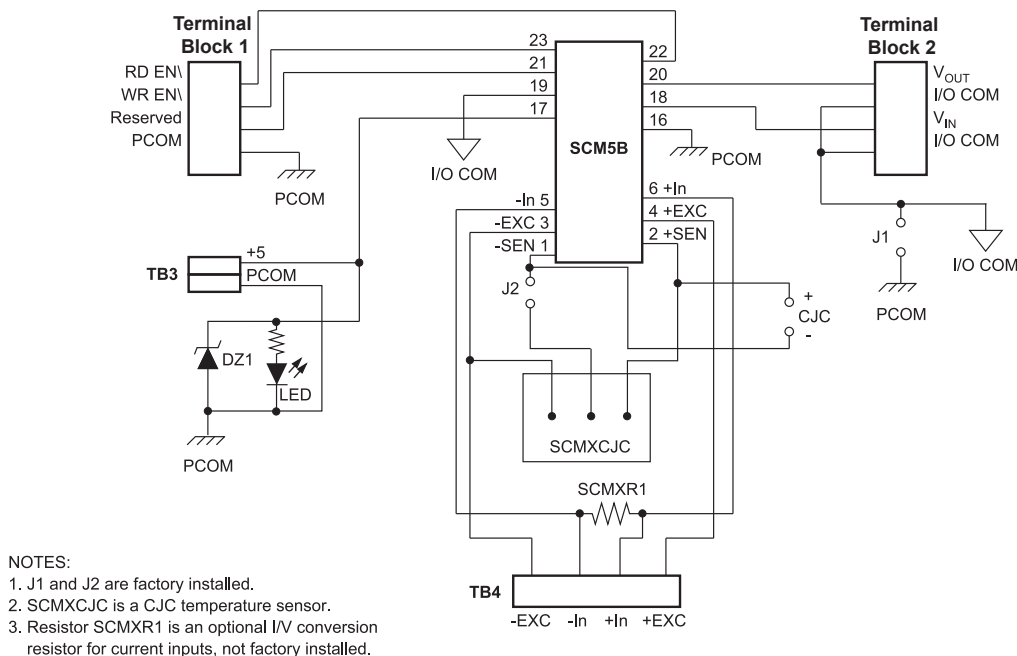 Terminal
Block 1
RD EN\
WR EN\
Reserved
PCOM
PCOM
23
21
19
17
I/O COM
SCM5B
22
20
18
16
PCOM
Terminal
Block 2
VOUT
I/O COM
VIN
I/O COM
J1
I/O COM
PCOM
-In 5
-EXC 3
-SEN 1
6 +In
4 +EXC
2 +SEN
J2
+
CJC
-
TB3
+5
PCOM
DZ1
LED
PCOM
SCMXCJC
SCMXR1
TB4
-EXC -In +In +EXC
NOTES:
1. J1 and J2 are factory installed.
2. SCMXCJC is a CJC temperature sensor.
3. Resistor SCMXR1 is an optional I/V conversion
resistor for current inputs, not factory installed.